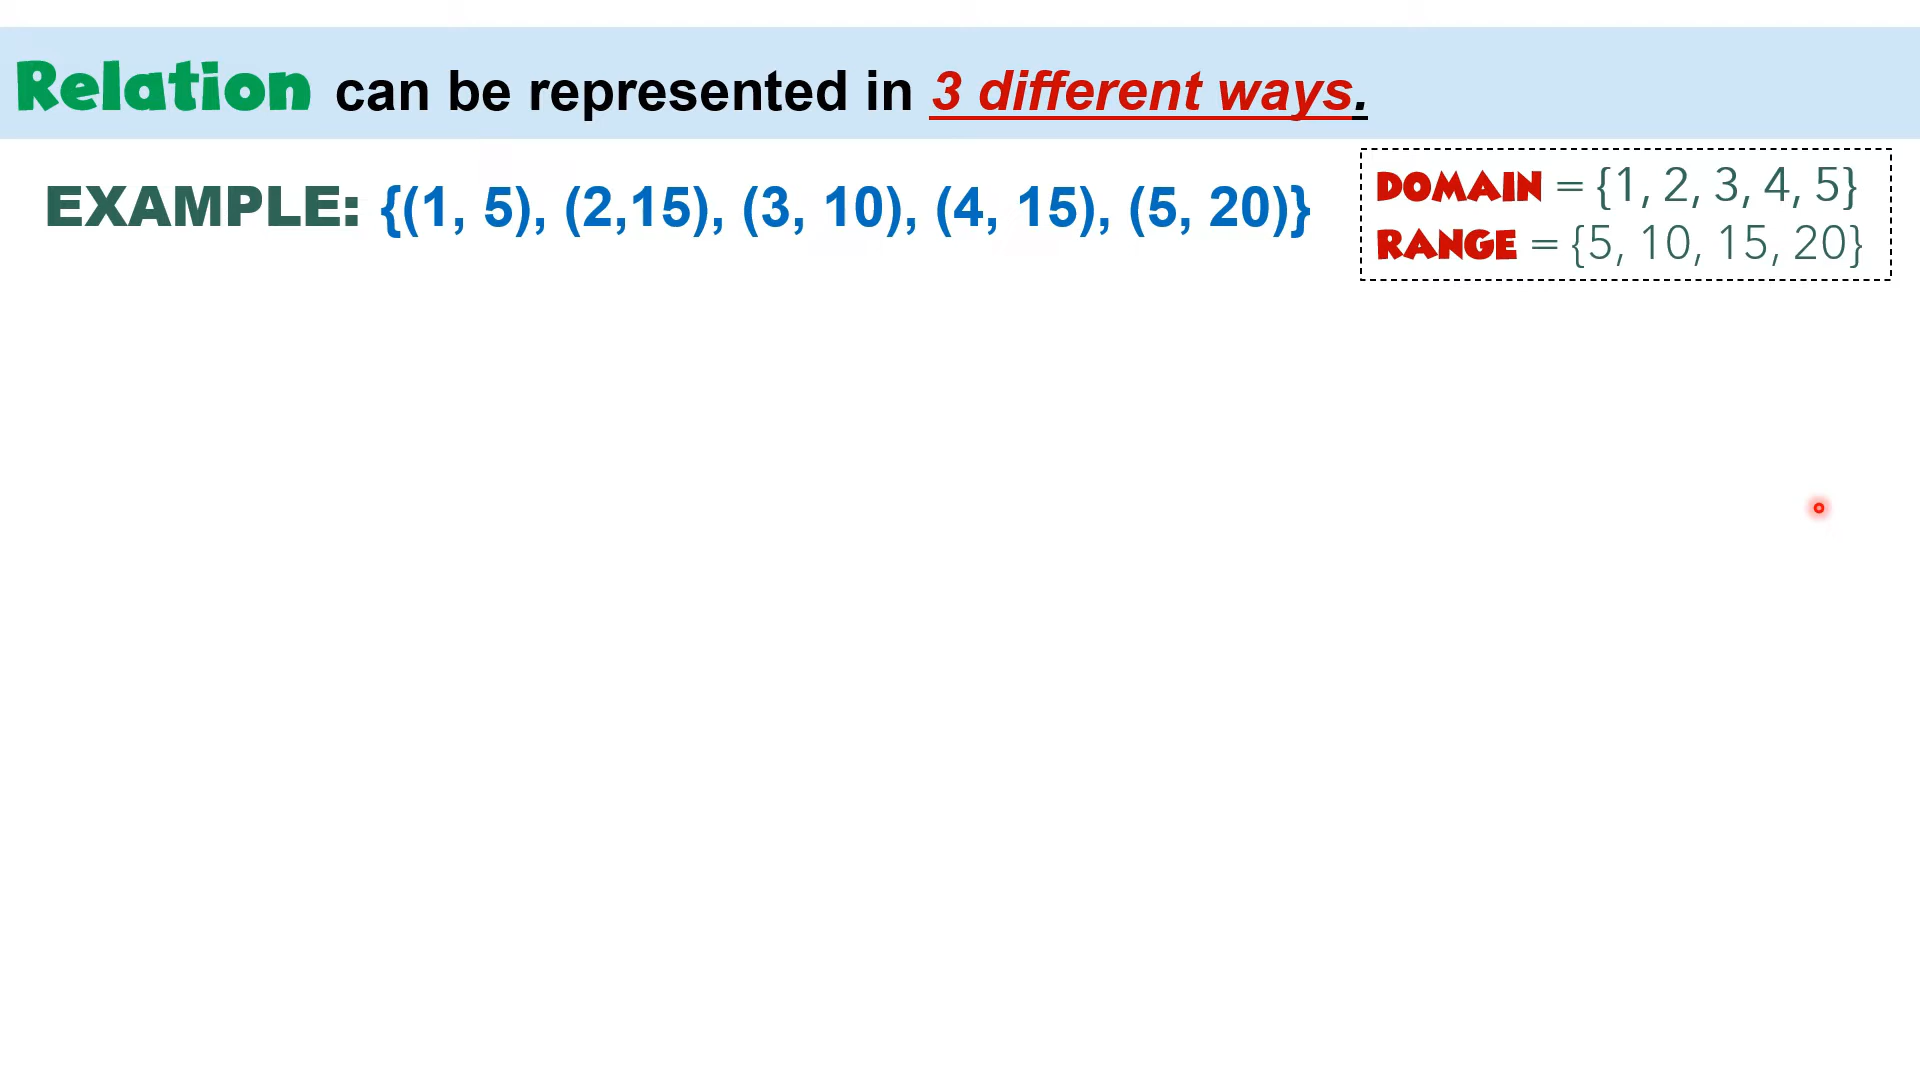 Relation can be represented in 3 different ways.
EXAMPLE: {(1, 5), (2,15), (3, 10), (4, 15), (5, 20)}
DOMAIN = {1, 2, 3, 4, 5}
RANGE = {5, 10, 15, 20}